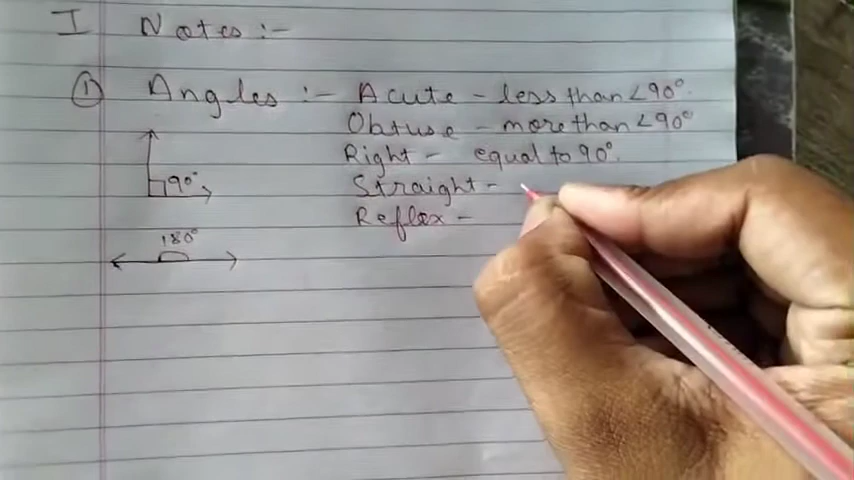 I Notes :-
① Angles :- Acute - less than ∠90°.
Obtuse - more than ∠90°
Right - equal to 90°.
Straight -
Reflex -
90°
180°